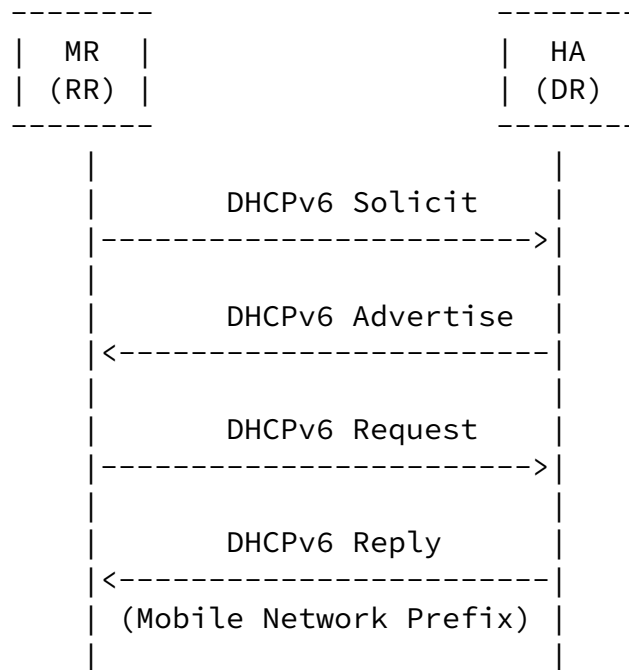 MR HA
(RR) (DR)
DHCPv6 Solicit
DHCPv6 Advertise
DHCPv6 Request
DHCPv6 Reply
(Mobile Network Prefix)